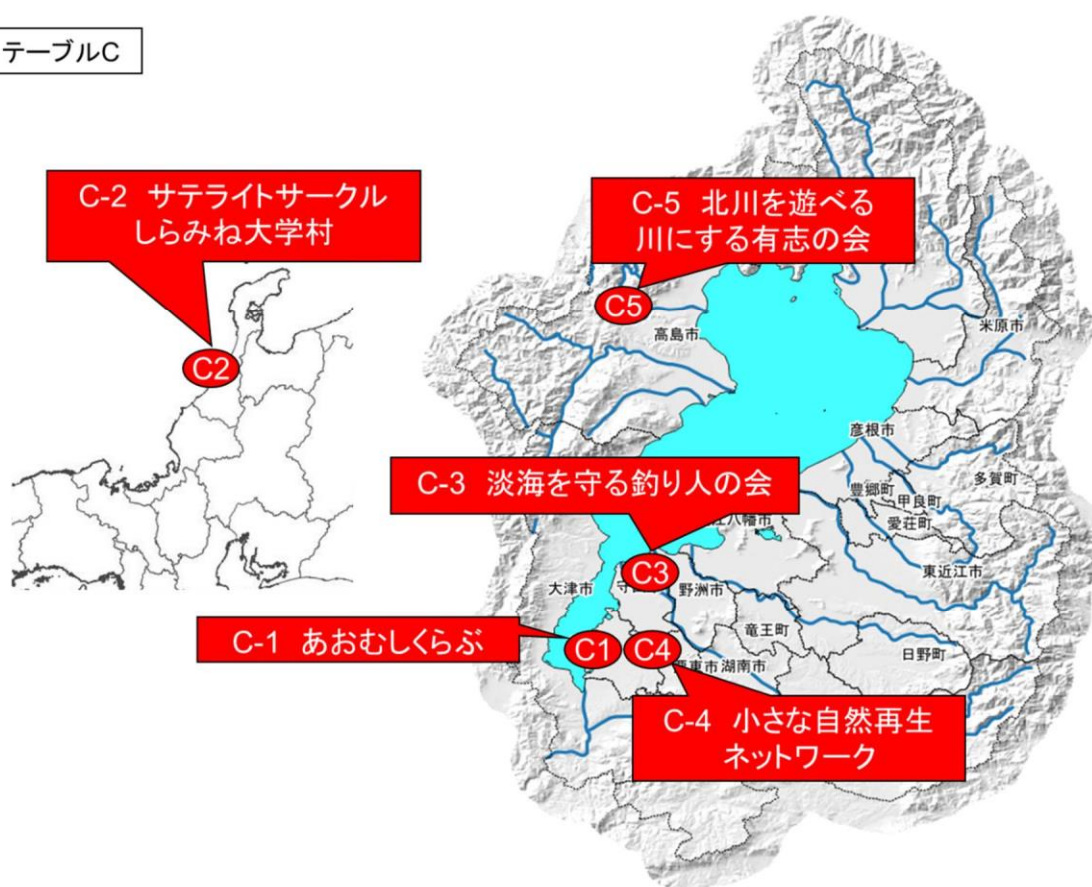 テーブルC
C-2 サテライトサークル
しらみね大学村
C2
C-5 北川を遊べる
川にする有志の会
C5
高島市
米原市
彦根市
多賀町
豊郷町
甲良町
愛荘町
C-3 淡海を守る釣り人の会
八幡市
東近江市
C3
大津市
野洲市
竜王町
日野町
C-1 あおむしくらぶ
C1
C4
東市
湖南市
C-4 小さな自然再生
ネットワーク